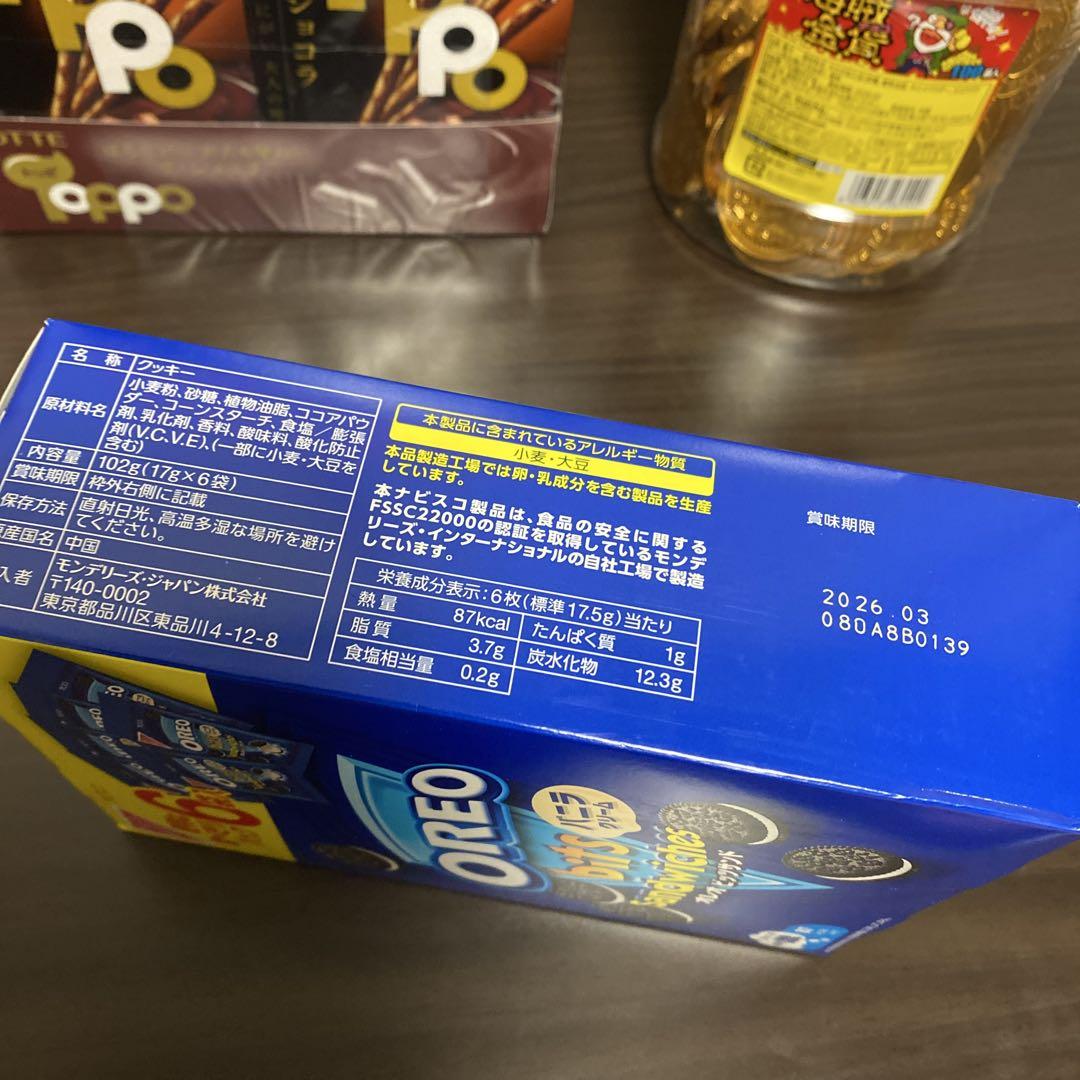 PO
ショコラ
PO
LOTTE
Toppo
名称 クッキー
原材料名 小麦粉、砂糖、植物油脂、ココアパウ
ダー、コーンスターチ、食塩/膨張
剤、乳化剤、香料、酸味料、酸化防止
剤(V.C,V.E)、(一部に小麦・大豆を
含む)
内容量 102g(17g×6袋)
賞味期限 枠外右側に記載
保存方法 直射日光、高温多湿な場所を避け
てください。
原産国名 中国
入者 モンデリーズ・ジャパン株式会社
〒140-0002
東京都品川区東品川4-12-8
本製品に含まれているアレルギー物質
小麦・大豆
本品製造工場では卵・乳成分を含む製品を生産
しています。
本ナビスコ製品は、食品の安全に関する
FSSC22000の認証を取得しているモンデ
リーズ・インターナショナルの自社工場で製造
しています。
栄養成分表示:6枚(標準17.5g)当たり
熱量 87kcal たんぱく質 1g
脂質 3.7g 炭水化物 12.3g
食塩相当量 0.2g
賞味期限
2026.03
080A8B0139
OREO
バニラ
クリーム
bits
Sandwiches
オレオ ビッツサンド
OREO
6